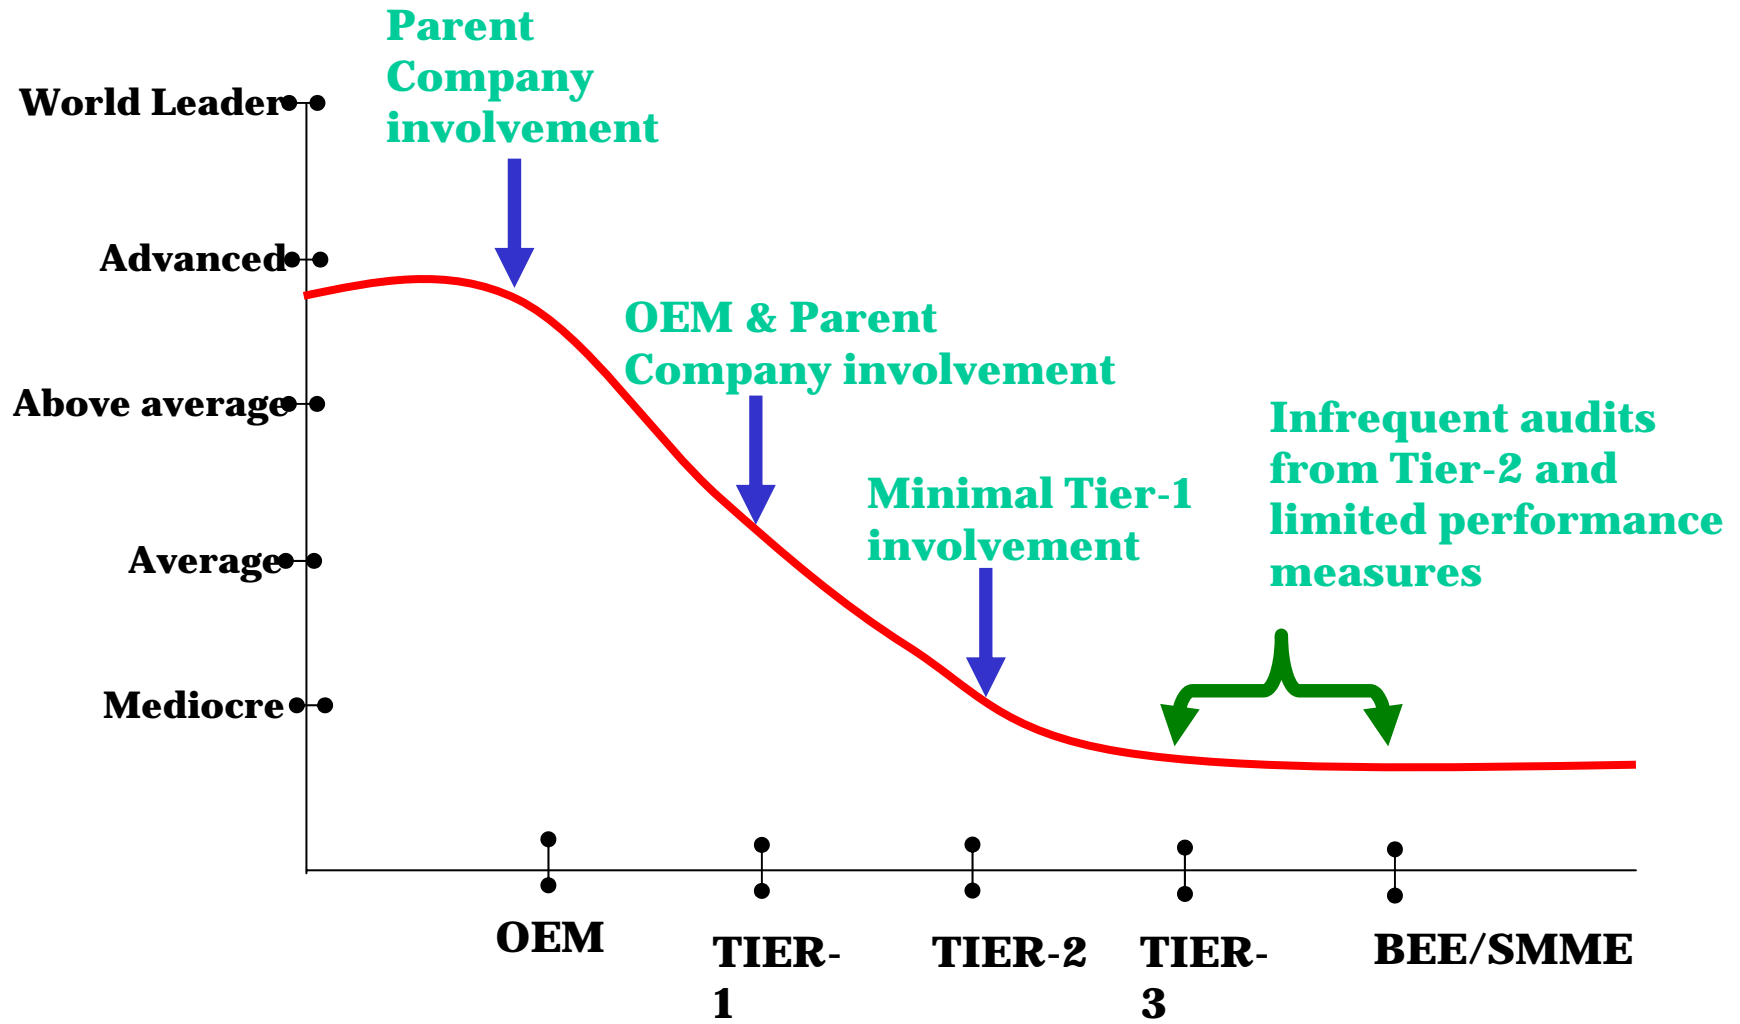 Parent
Company
involvement
World Leader
Advanced
OEM & Parent
Company involvement
Above average
Infrequent audits
from Tier-2 and
limited performance
measures
Minimal Tier-1
involvement
Average
Mediocre
OEM
TIER-
1
TIER-2
TIER-
3
BEE/SMME